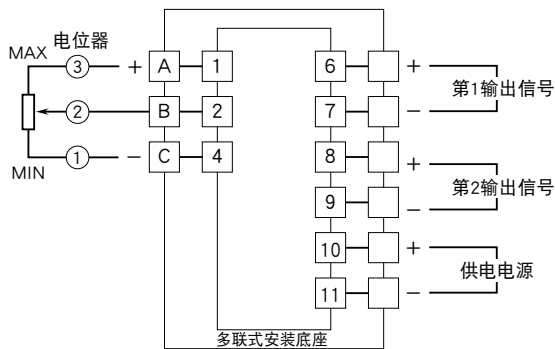 MAX 电位器
③ + A 1 6 +
第1输出信号
② B 2 7 −
① − C 4 8 +
MIN
第2输出信号
9 −
10 +
供电电源
11 −
多联式安装底座